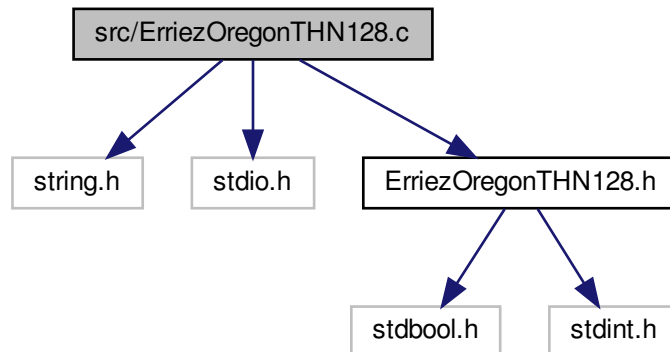 src/ErriezOregonTHN128.c
string.h
stdio.h
ErriezOregonTHN128.h
stdbool.h
stdint.h